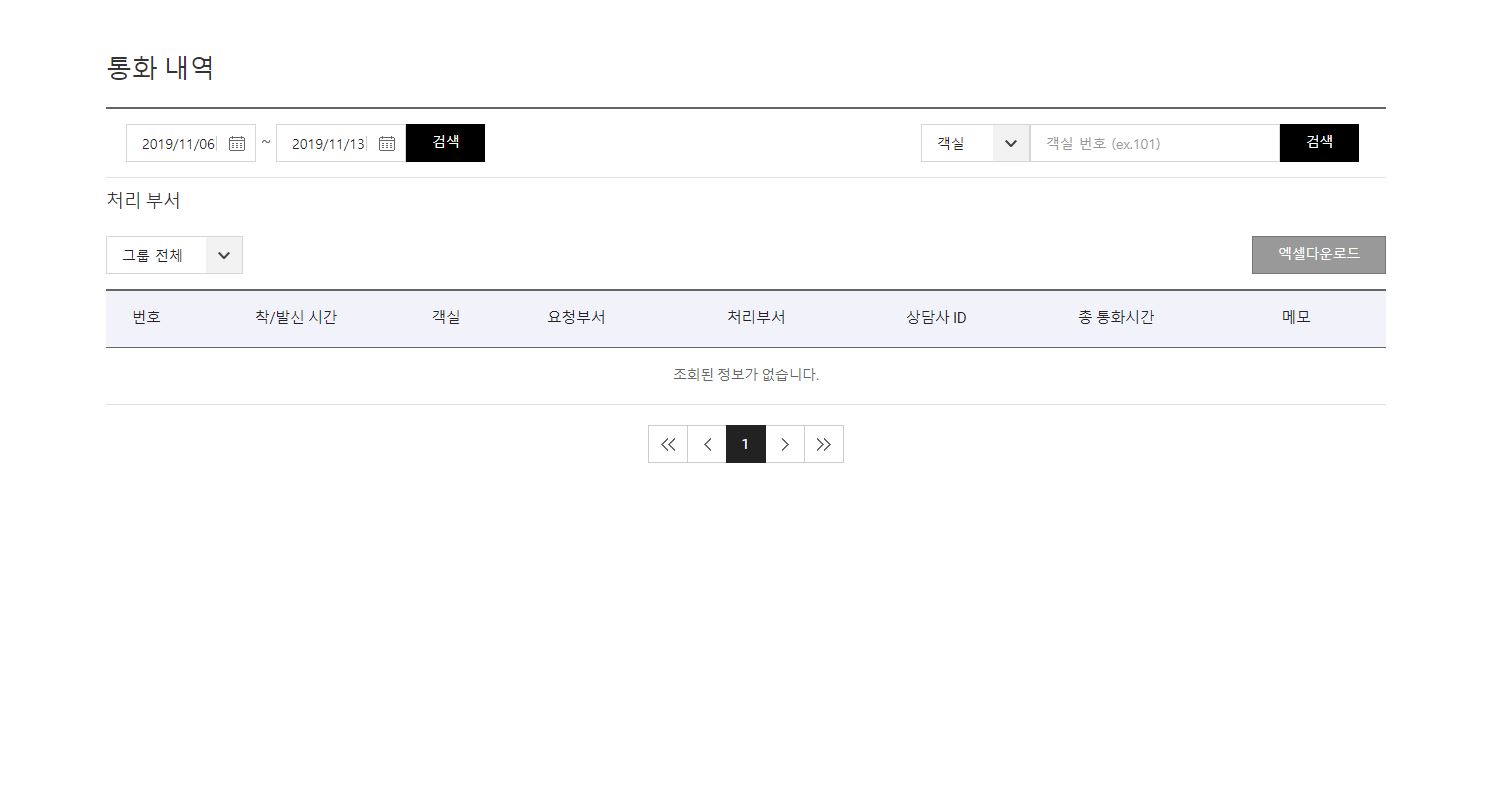 통화 내역
2019/11/06 ~ 2019/11/13 검색 객실 객실 번호 (ex.101) 검색
처리 부서
그룹 전체 엑셀다운로드
번호 착/발신 시간 객실 요청부서 처리부서 상담사 ID 총 통화시간 메모
조회된 정보가 없습니다.
1